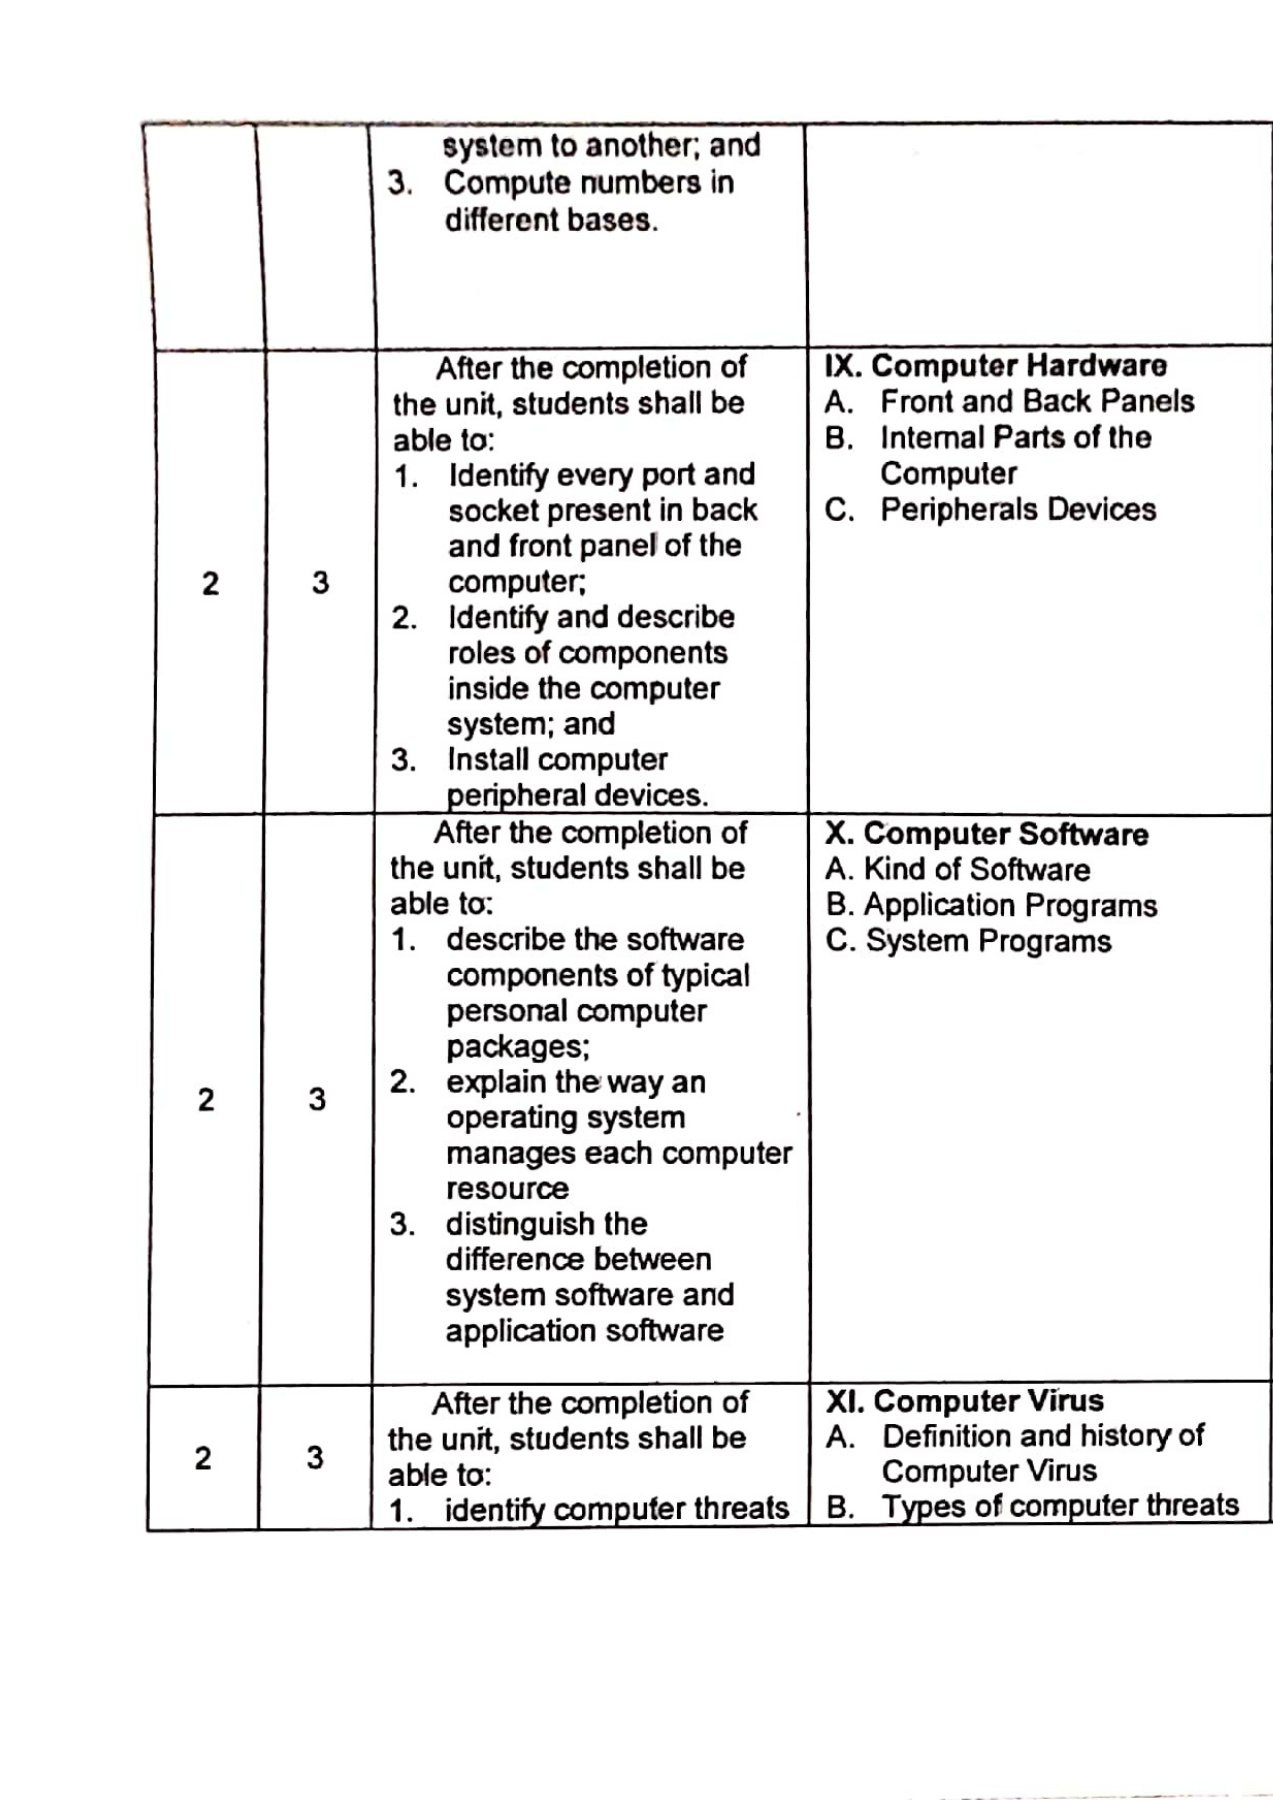 system to another; and
3. Compute numbers in
different bases.
2
3
After the completion of
the unit, students shall be
able to:
1. Identify every port and
socket present in back
and front panel of the
computer;
2. Identify and describe
roles of components
inside the computer
system; and
3. Install computer
peripheral devices.
IX. Computer Hardware
A. Front and Back Panels
B. Internal Parts of the
Computer
C. Peripherals Devices
2
3
After the completion of
the unit, students shall be
able to:
1. describe the software
components of typical
personal computer
packages;
2. explain the way an
operating system
manages each computer
resource
3. distinguish the
difference between
system software and
application software
X. Computer Software
A. Kind of Software
B. Application Programs
C. System Programs
2
3
After the completion of
the unit, students shall be
able to:
1. identify computer threats
XI. Computer Virus
A. Definition and history of
Computer Virus
B. Types of computer threats